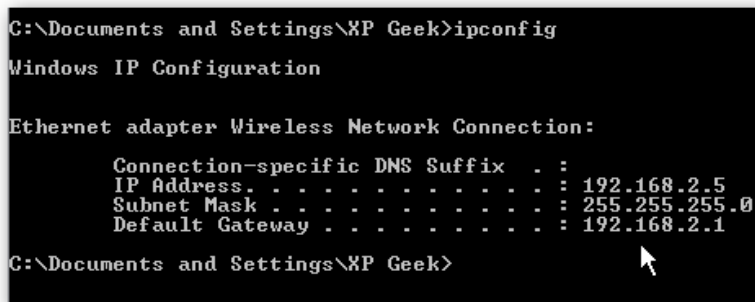 C:\Documents and Settings\XP Geek>ipconfig
Windows IP Configuration
Ethernet adapter Wireless Network Connection:
Connection-specific DNS Suffix  . :
IP Address. . . . . . . . . . . . : 192.168.2.5
Subnet Mask . . . . . . . . . . . : 255.255.255.0
Default Gateway . . . . . . . . . : 192.168.2.1
C:\Documents and Settings\XP Geek>